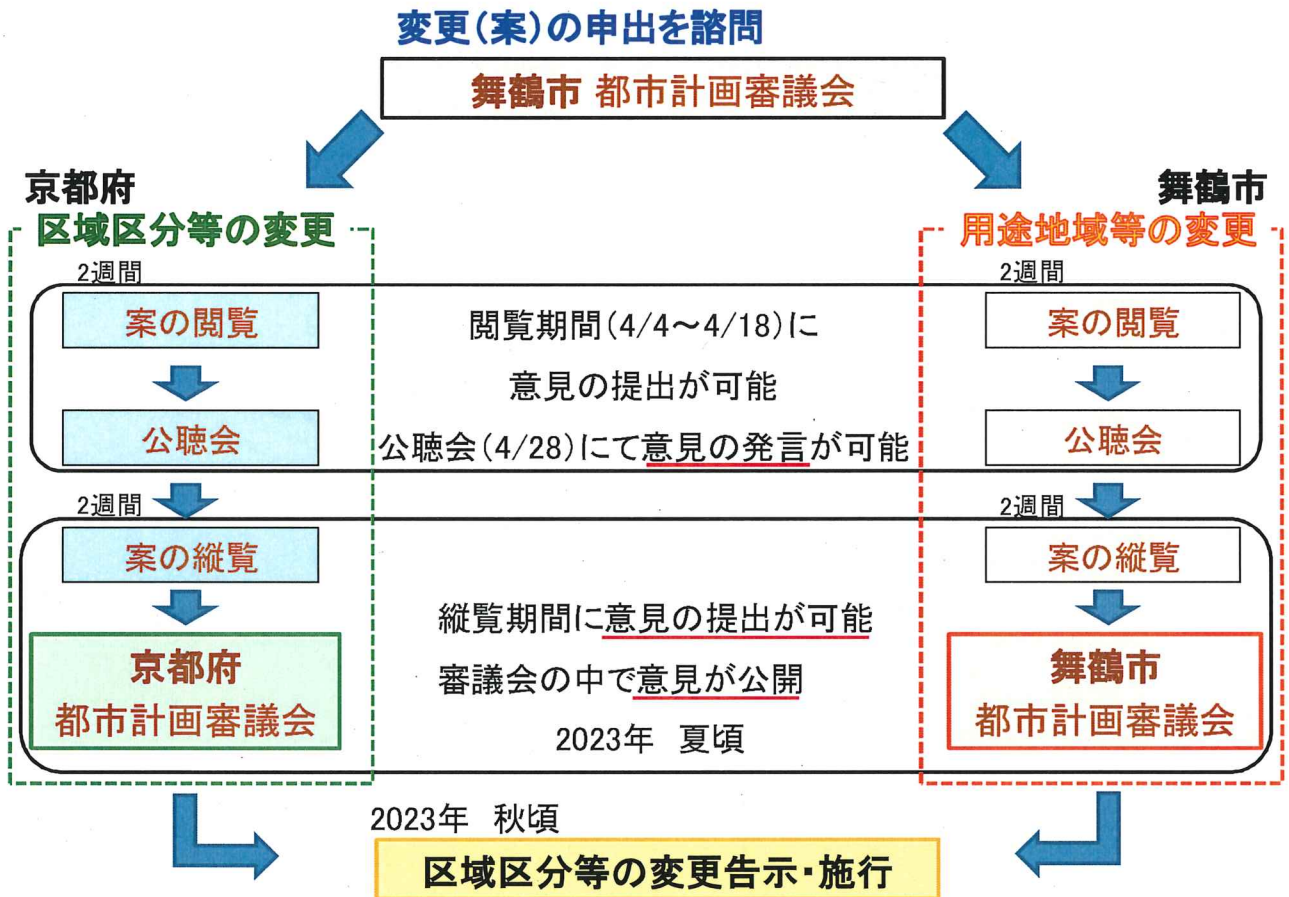 変更(案)の申出を諮問
舞鶴市 都市計画審議会
京都府
区域区分等の変更
2週間
案の閲覧
公聴会
2週間
案の縦覧
京都府
都市計画審議会
閲覧期間(4/4～4/18)に
意見の提出が可能
公聴会(4/28)にて意見の発言が可能
縦覧期間に意見の提出が可能
審議会の中で意見が公開
2023年 夏頃
舞鶴市
用途地域等の変更
2週間
案の閲覧
公聴会
2週間
案の縦覧
舞鶴市
都市計画審議会
2023年 秋頃
区域区分等の変更告示・施行